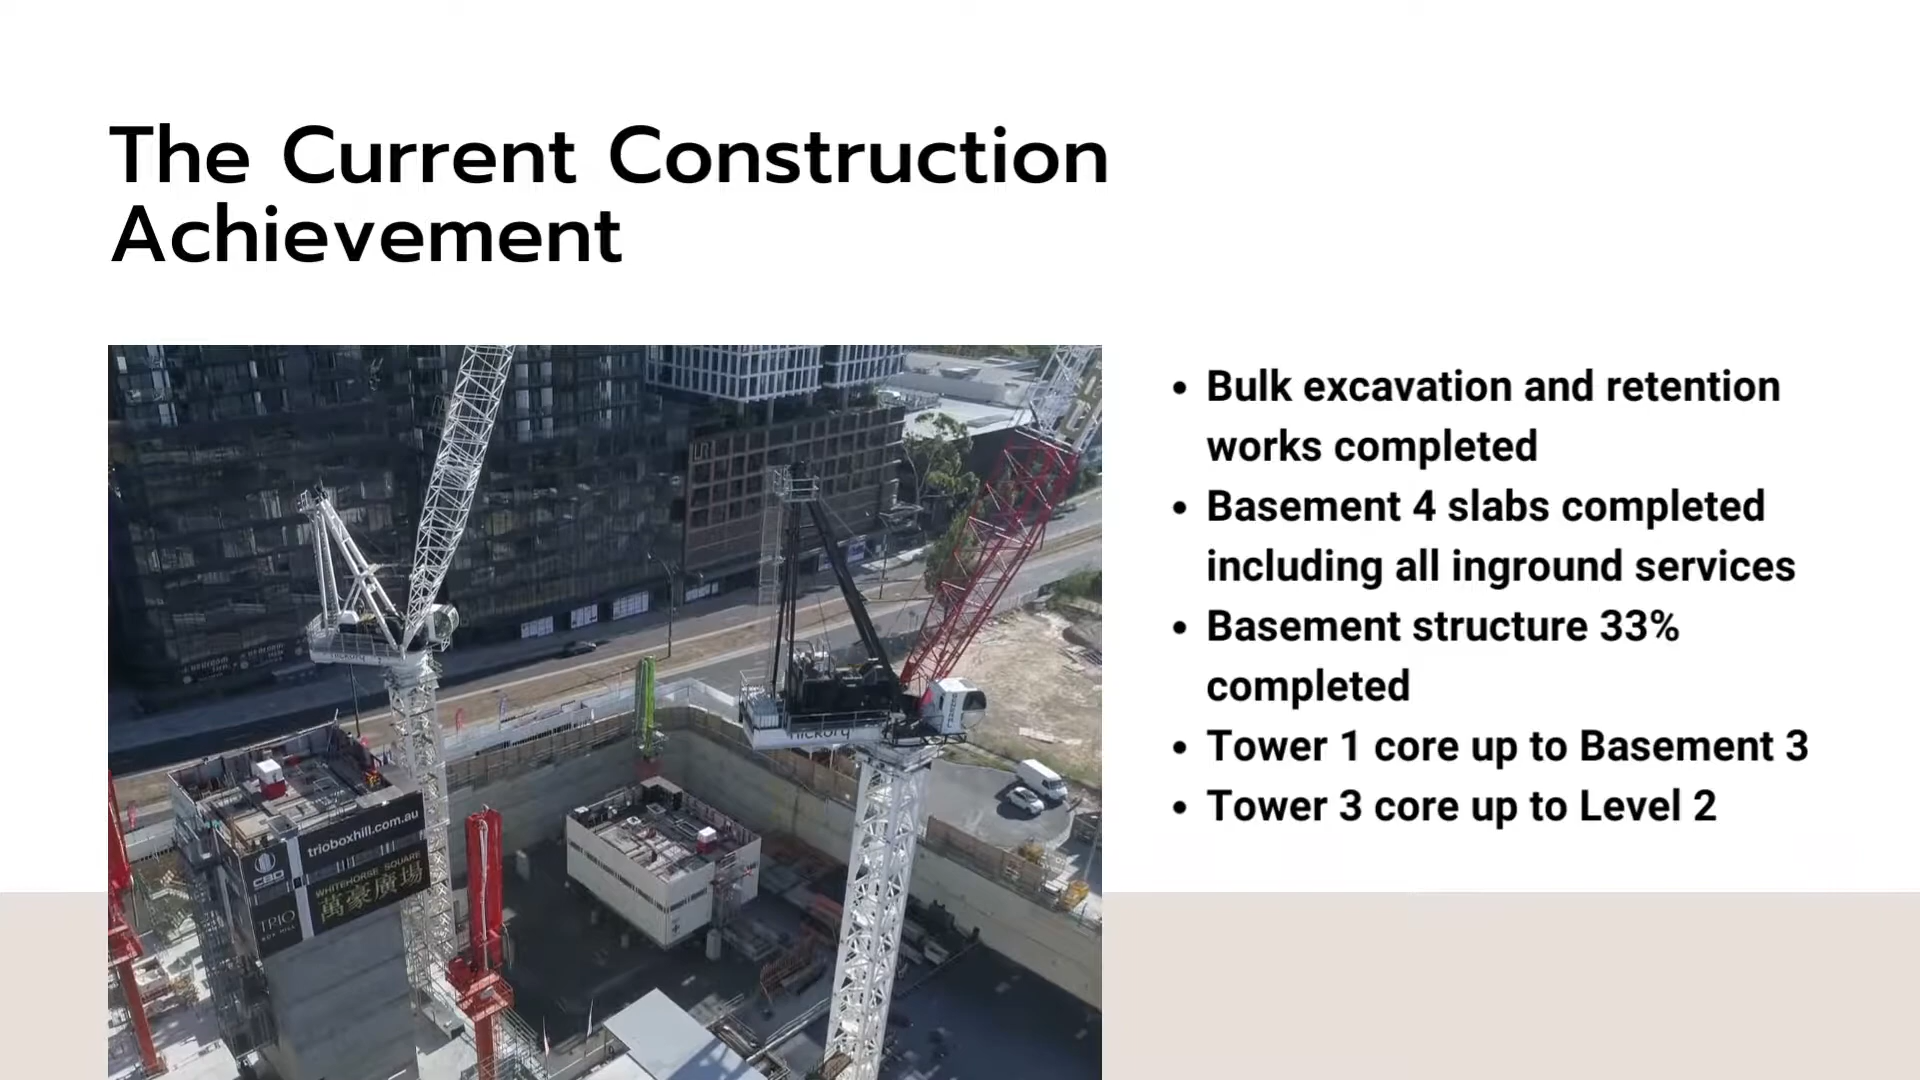 The Current Construction
Achievement
• Bulk excavation and retention
works completed
• Basement 4 slabs completed
including all inground services
• Basement structure 33%
completed
• Tower 1 core up to Basement 3
• Tower 3 core up to Level 2
hickory
trioboxhill.com.au
CBD
WHITEHORSE SQUARE
萬豪廣場
TRIO
BOX HILL